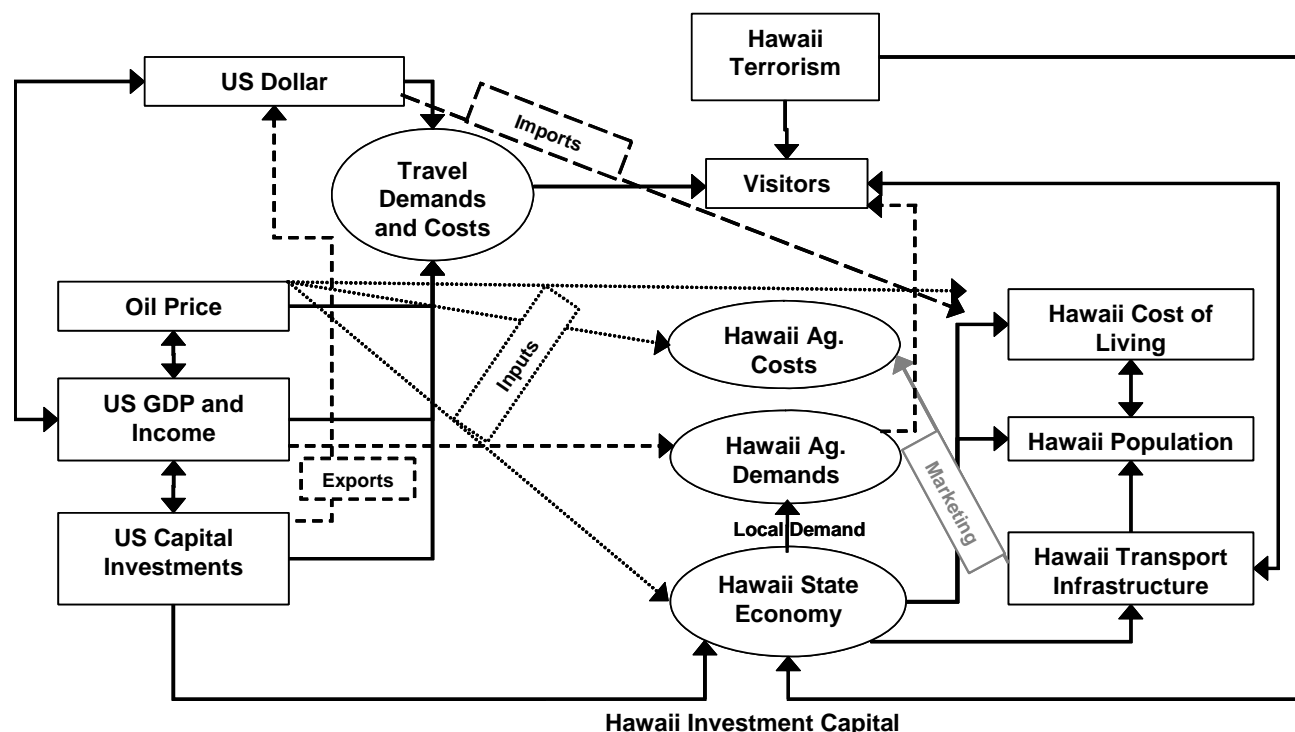 Hawaii
Terrorism
US Dollar
Imports
Travel
Demands
and Costs
Visitors
Oil Price
Hawaii Cost of
Living
Hawaii Ag.
Costs
Inputs
US GDP and
Income
Hawaii Population
Hawaii Ag.
Demands
Exports
Marketing
Local Demand
US Capital
Investments
Hawaii Transport
Infrastructure
Hawaii State
Economy
Hawaii Investment Capital